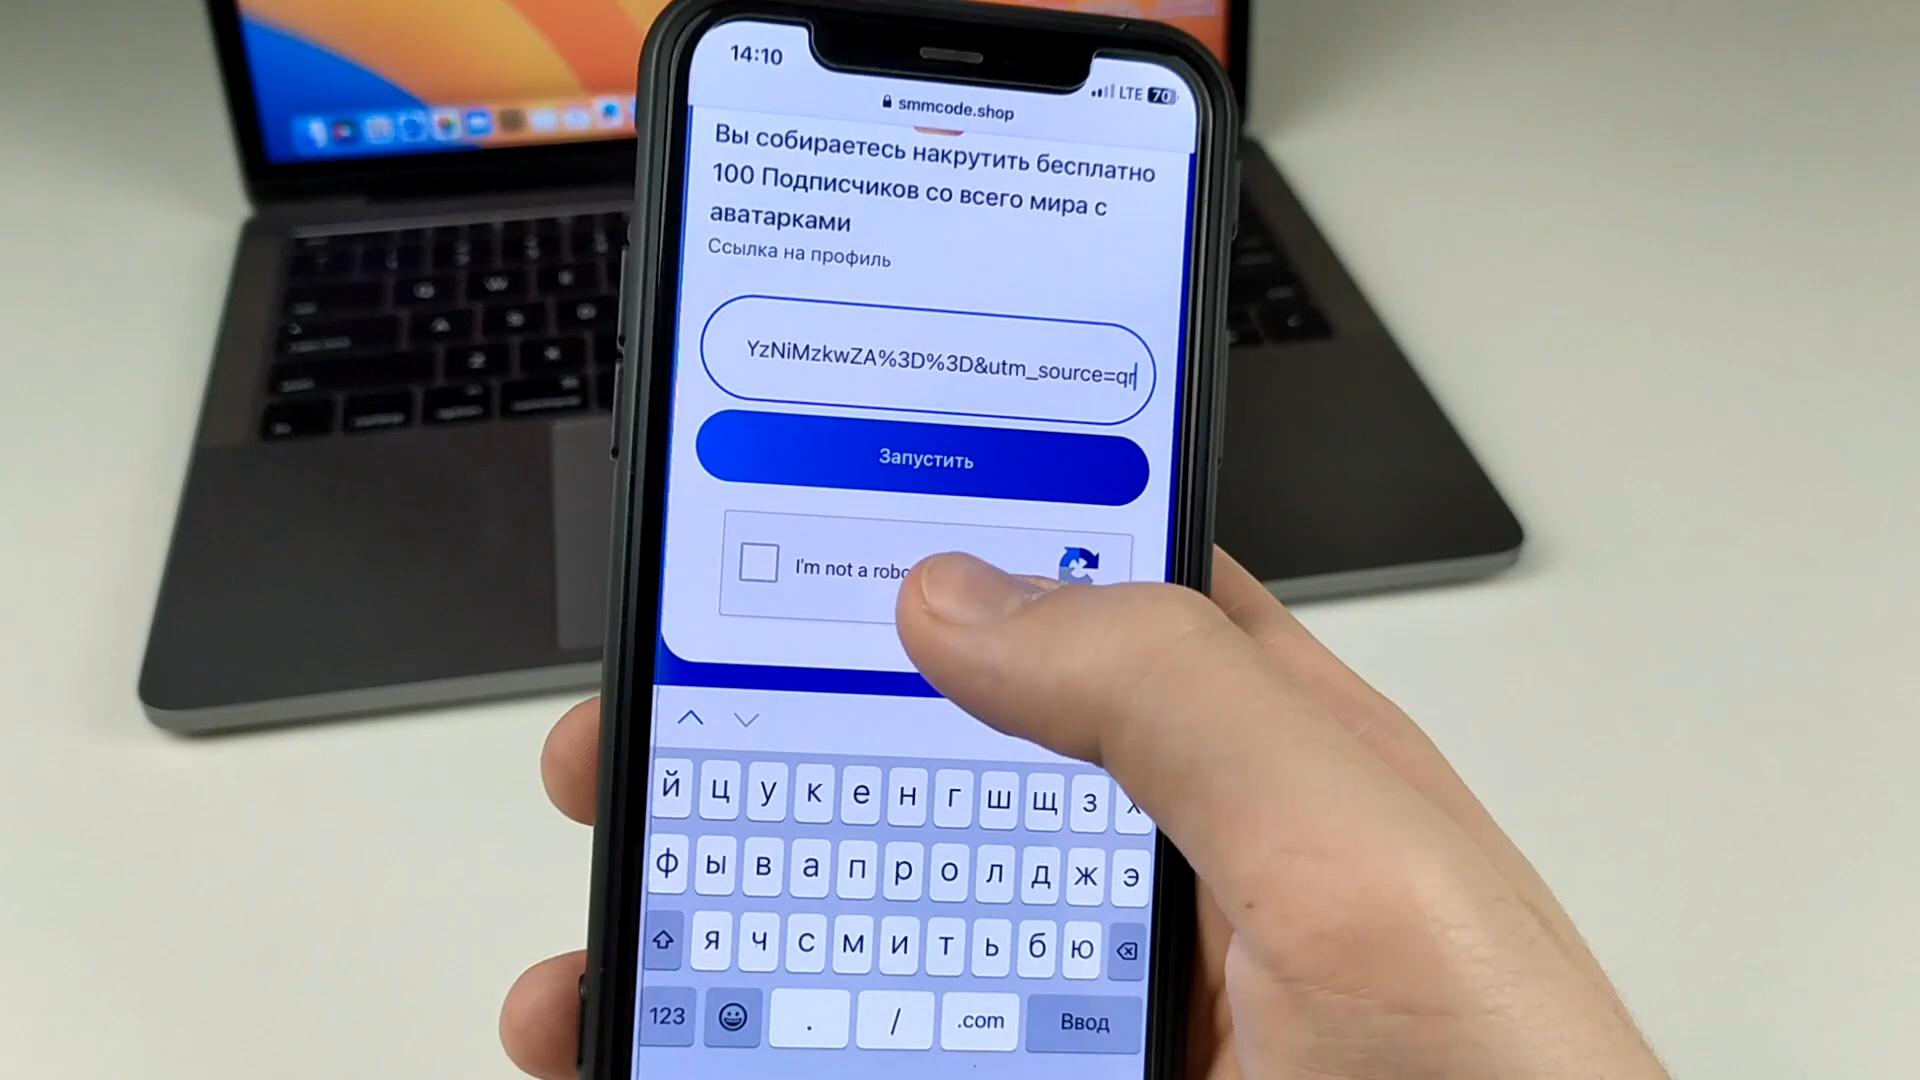 14:10
LTE 70
smmcode.shop
Вы собираетесь накрутить бесплатно
100 Подписчиков со всего мира с
аватарками
Ссылка на профиль
YzNiMzkwZA%3D%3D&utm_source=qr
Запустить
I'm not a robo
й ц у к е н г ш щ з х
ф ы в а п р о л д ж э
я ч с м и т ь б ю
123 . / .com Ввод